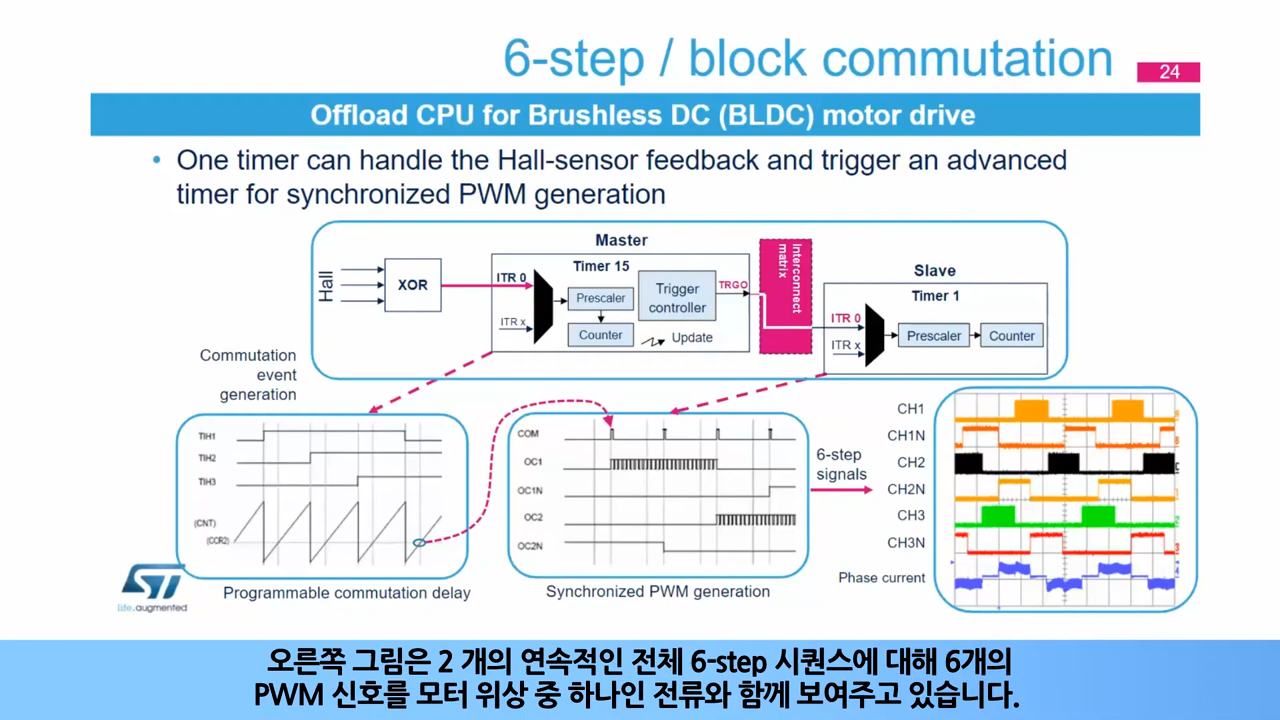 6-step / block commutation
24
Offload CPU for Brushless DC (BLDC) motor drive
• One timer can handle the Hall-sensor feedback and trigger an advanced
timer for synchronized PWM generation
Master
Hall
XOR
ITR 0
Timer 15
Prescaler
Trigger
controller
TRGO
ITR x
Counter
Update
Interconnect
matrix
Slave
Timer 1
ITR 0
ITR x
Prescaler
Counter
Commutation
event
generation
TIH1
TIH2
TIH3
(CNT)
(CCR2)
Programmable commutation delay
COM
OC1
OC1N
OC2
OC2N
Synchronized PWM generation
6-step
signals
CH1
CH1N
CH2
CH2N
CH3
CH3N
Phase current
ST
life.augmented
오른쪽 그림은 2 개의 연속적인 전체 6-step 시퀀스에 대해 6개의
PWM 신호를 모터 위상 중 하나인 전류와 함께 보여주고 있습니다.